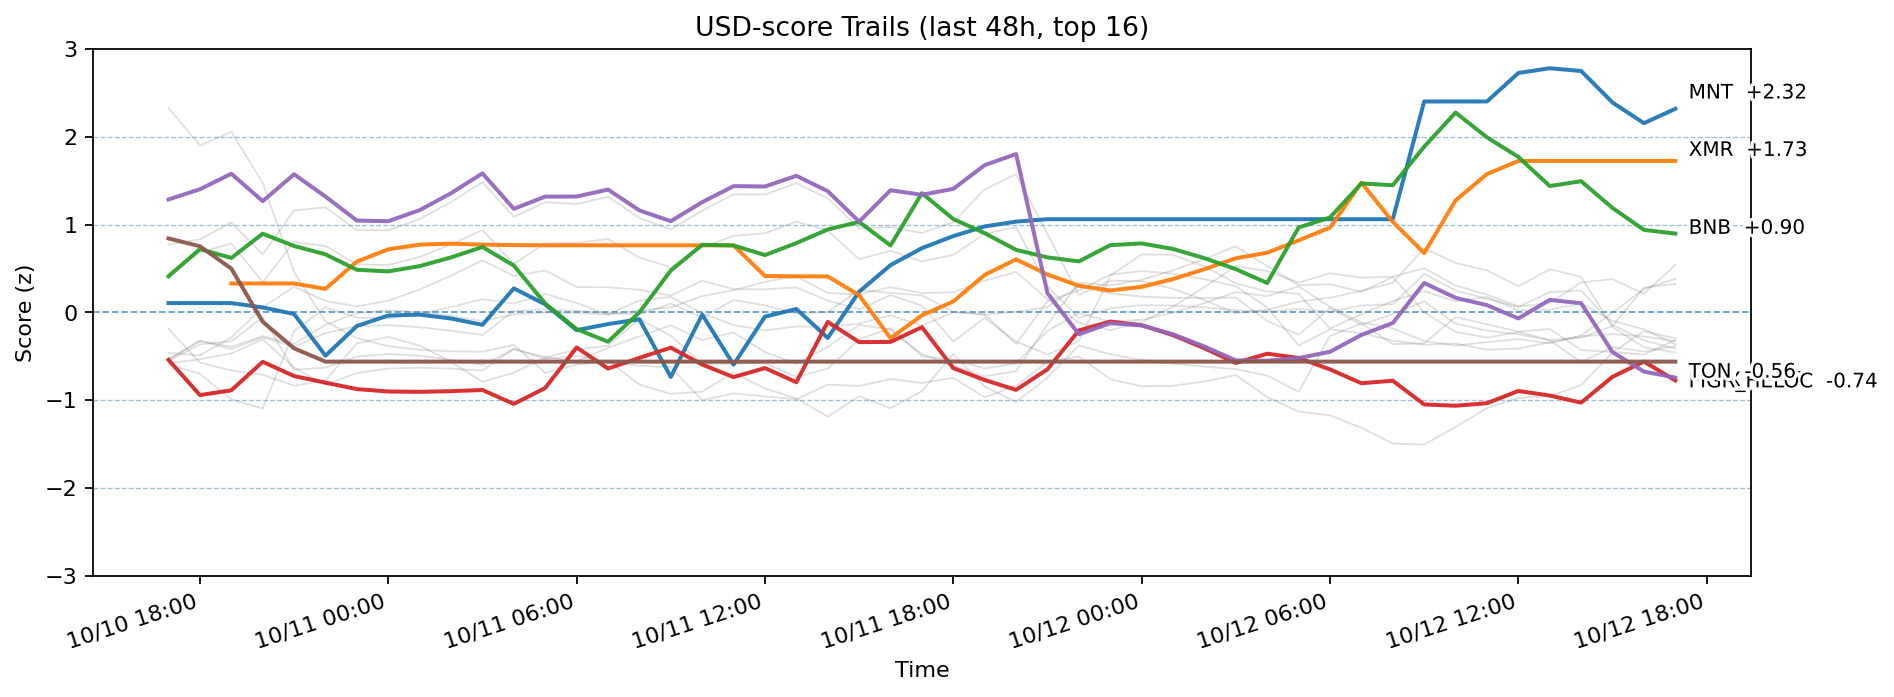 USD-score Trails (last 48h, top 16)
Score (z)
3
2
1
0
−1
−2
−3
MNT +2.32
XMR +1.73
BNB +0.90
TON -0.56
-0.74
10/10 18:00
10/11 00:00
10/11 06:00
10/11 12:00
10/11 18:00
10/12 00:00
10/12 06:00
10/12 12:00
10/12 18:00
Time